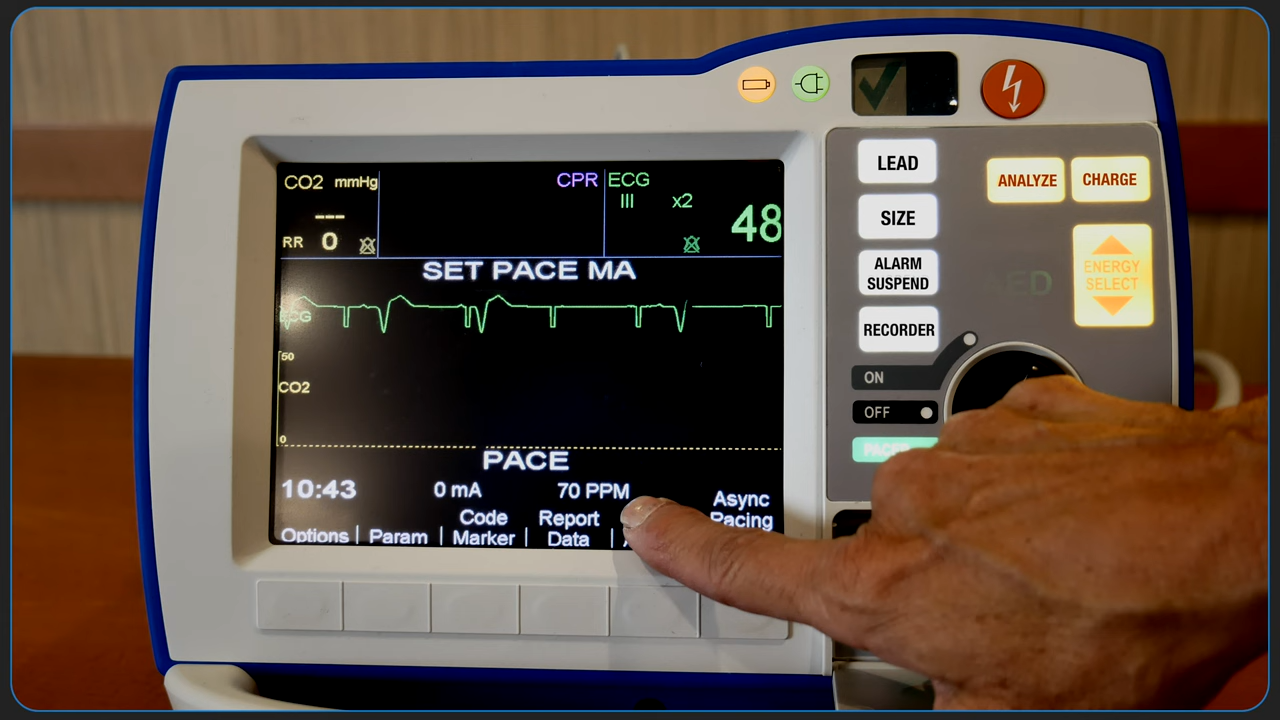 CO2 mmHg
---
RR 0
CPR
ECG
III x2
48
SET PACE MA
ECG
50
CO2
0
PACE
10:43 0 mA 70 PPM
Options
Param
Code
Marker
Report
Data
Async
Pacing
LEAD
SIZE
ALARM
SUSPEND
RECORDER
ON
OFF
PACER
ANALYZE
CHARGE
ENERGY
SELECT